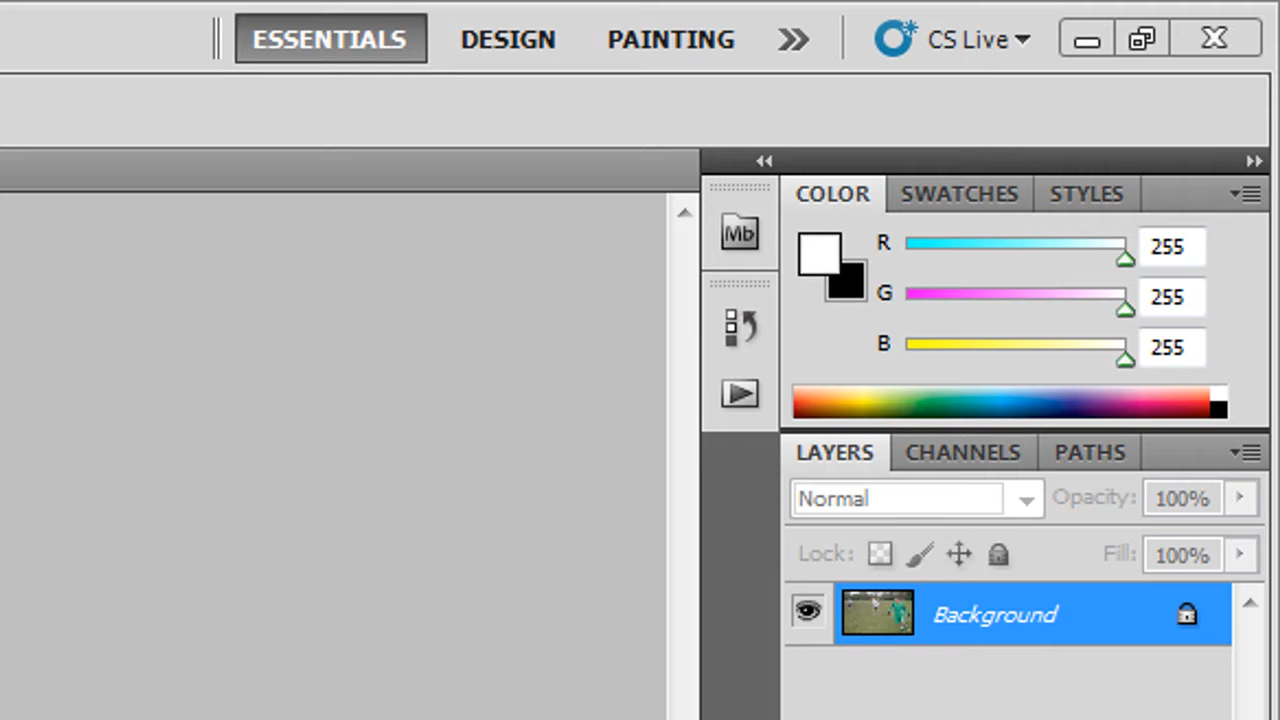 ESSENTIALS DESIGN PAINTING CS Live
COLOR SWATCHES STYLES
Mb
R 255
G 255
B 255
LAYERS CHANNELS PATHS
Normal Opacity: 100%
Lock: Fill: 100%
Background